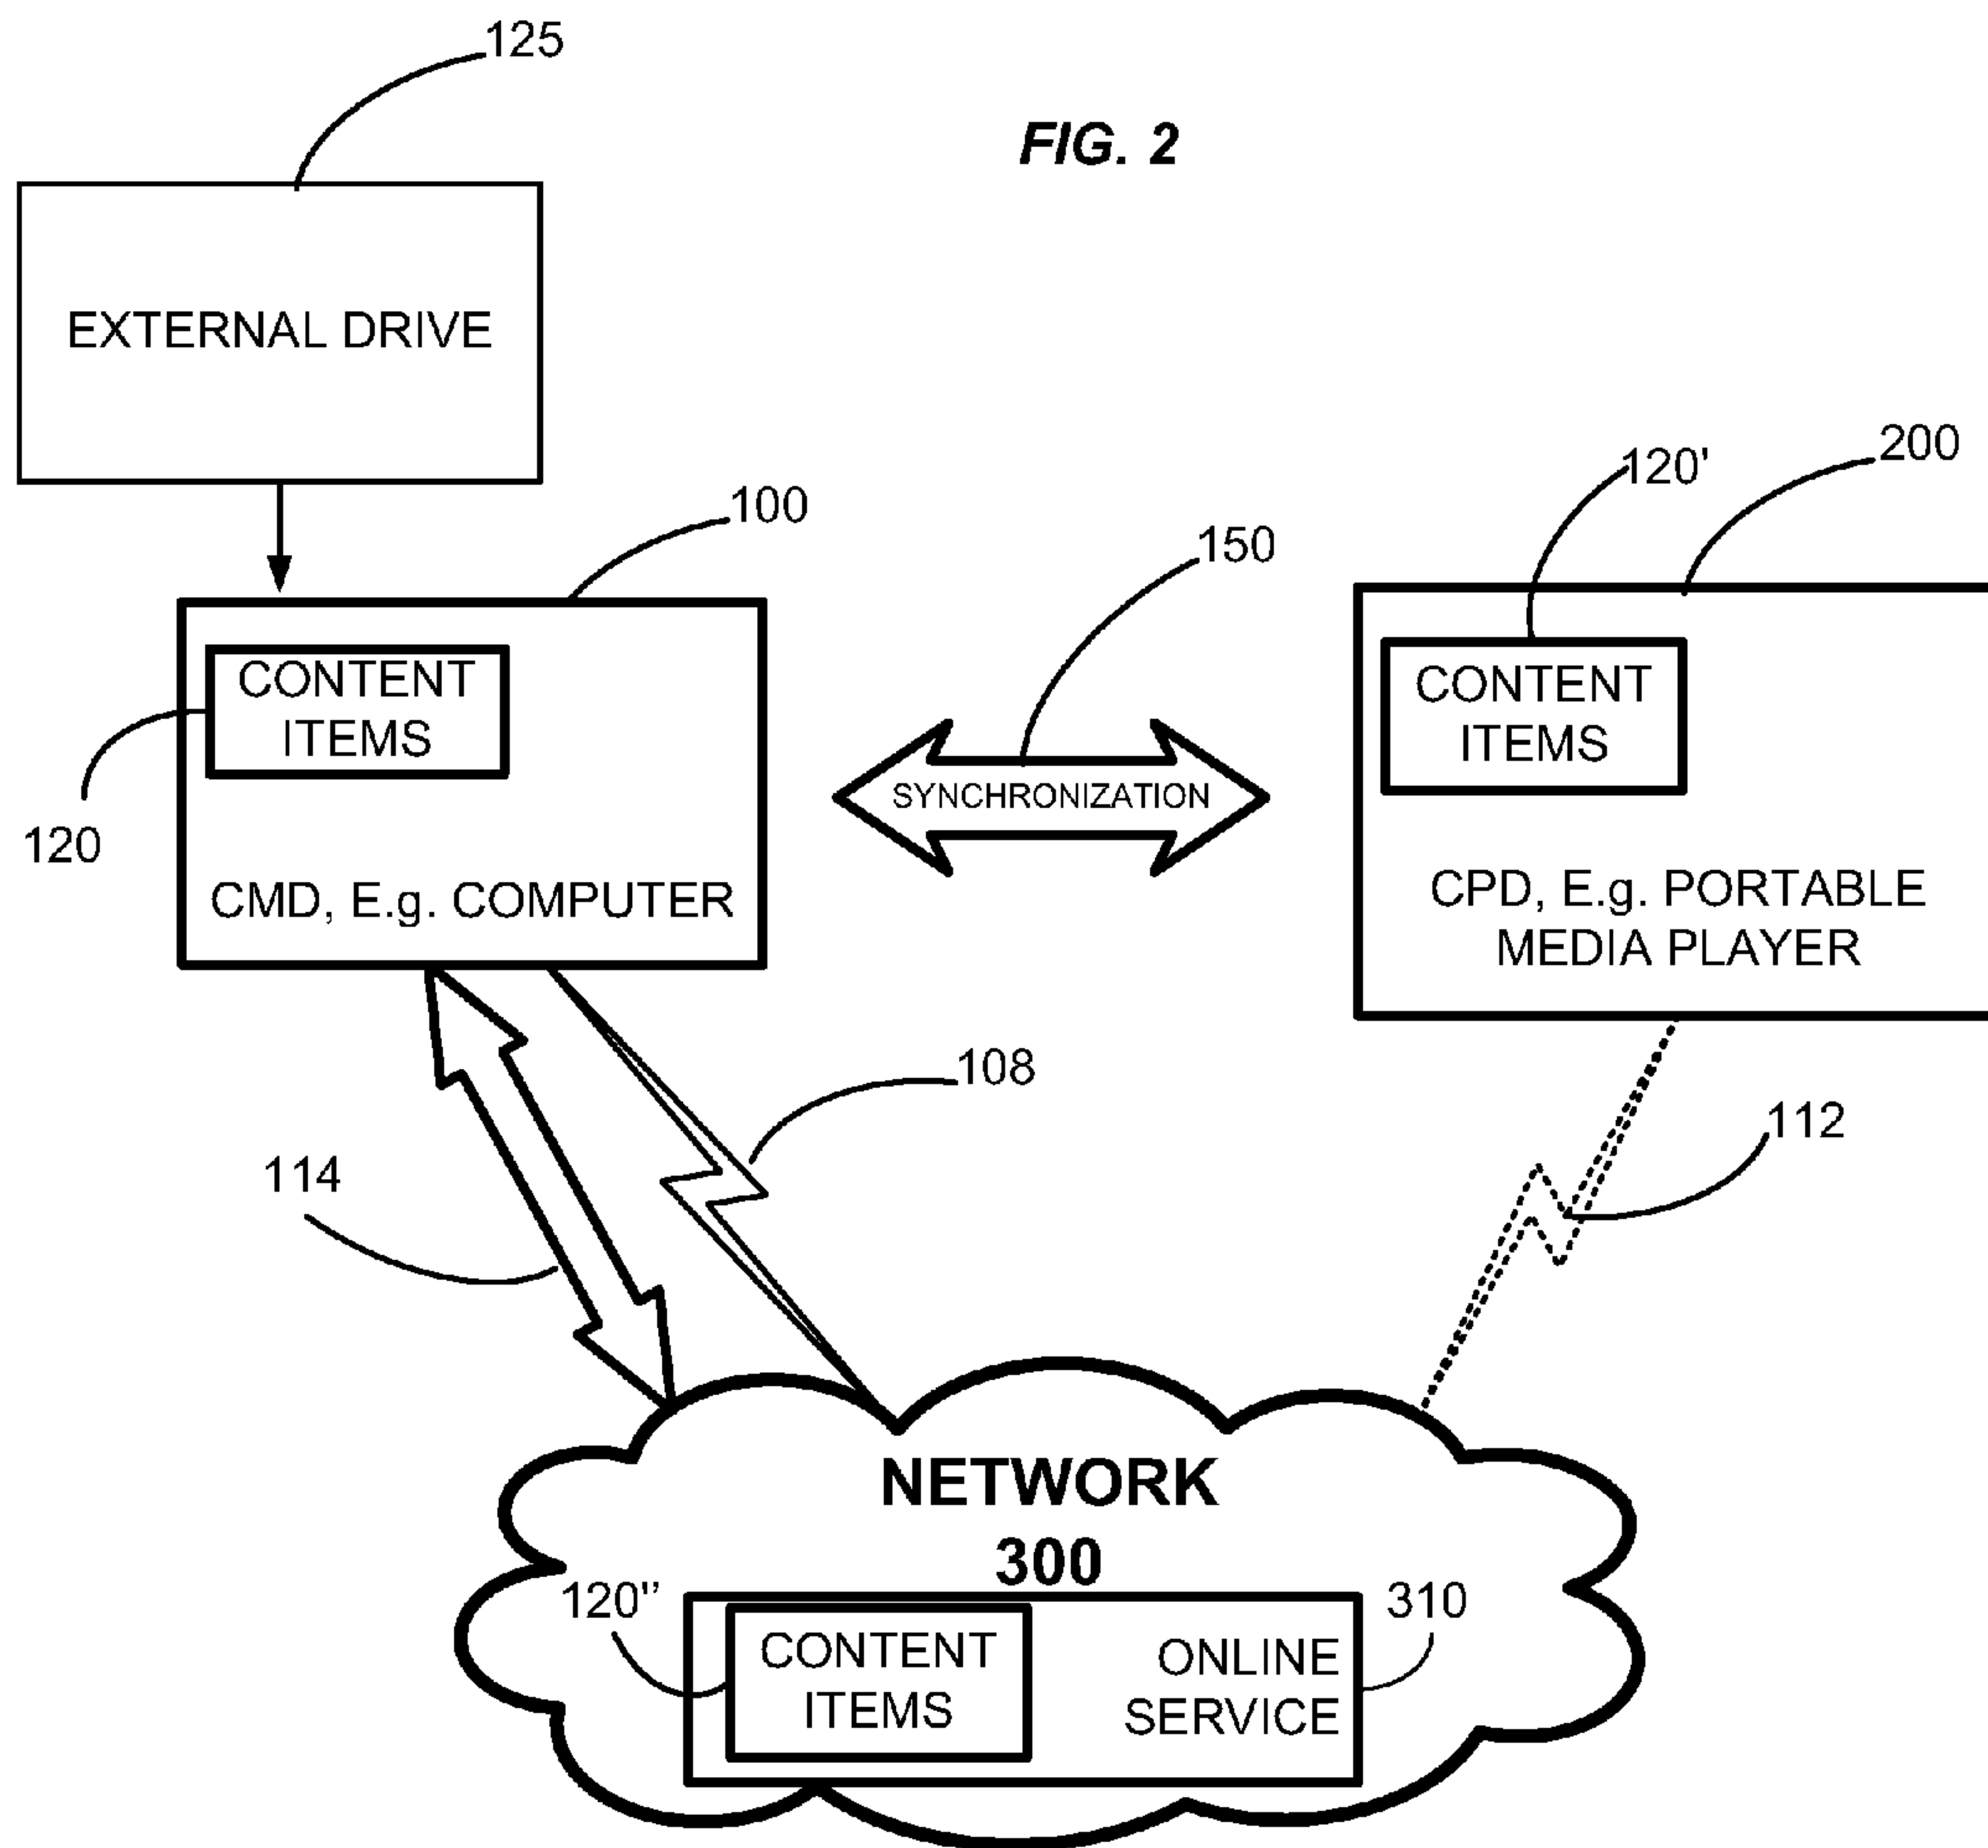 125
FIG. 2
EXTERNAL DRIVE
100
150
120'
200
CONTENT
ITEMS
120
CMD, E.g. COMPUTER
SYNCHRONIZATION
CONTENT
ITEMS
CPD, E.g. PORTABLE
MEDIA PLAYER
108
114
112
NETWORK
300
120"
310
CONTENT
ITEMS
ONLINE
SERVICE